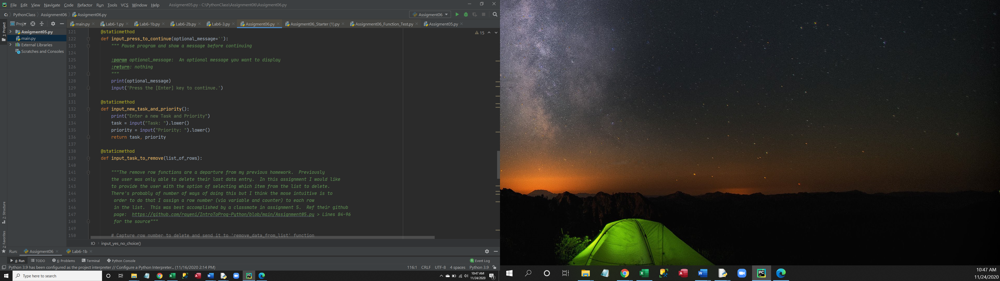 File Edit View Navigate Code Refactor Run Tools VCS Window Help Assigment05.py - C:\PythonClass\Assignment06\Assigment06.py
C: PythonClass Assignment06 Assigment06.py Assigment06
Project main.py Lab6-1.py Lab6-1b.py Lab6-2b.py Lab6-3.py Assigment06.py Assigment06_Starter (1).py Assignment06_Function_Test.py Assigment05.py
1: Project
Assigment05.py
main.py
External Libraries
Scratches and Consoles
15
121 @staticmethod
122 def input_press_to_continue(optional_message=''):
123 """ Pause program and show a message before continuing
124
125 :param optional_message:  An optional message you want to display
126 :return: nothing
127 """
128 print(optional_message)
129 input('Press the [Enter] key to continue.')
130
131 @staticmethod
132 def input_new_task_and_priority():
133 print("Enter a new Task and Priority")
134 task = input("Task: ").lower()
135 priority = input("Priority: ").lower()
136 return task, priority
137
138 @staticmethod
139 def input_task_to_remove(list_of_rows):
140
141 """The remove row functions are a departure from my previous homework.  Previously
142 the user was only able to delete their last data entry.  In this assignment I would like
143 to provide the user with the option of selecting which item from the list to delete.
144 There's probably of number of ways of doing this but I think the mose intuitive is to
145 order to do that I assign a row number (via variable and counter) to each row
146 in the list.  This was best accomplished by a classmate in assignment 5.  Ref their github
147 page:  https://github.com/rayeni/IntroToProg-Python/blob/main/Assignment05.py > Lines 84-96
148 for the source"""
149
150 # Capture row number to delete and send it to 'remove_data_from_list' function
Z: Structure
2: Favorites
IO input_yes_no_choice()
Run: Assigment06 Lab6-1b
4: Run TODO 6: Problems Terminal Python Console 1 Event Log
Python 3.9 has been configured as the project interpreter // Configure a Python Interpreter... (11/16/2020 2:14 PM) 116:1 CRLF UTF-8 4 spaces Python 3.9
Type here to search
10:47 AM
11/24/2020
1
10:47 AM
11/24/2020